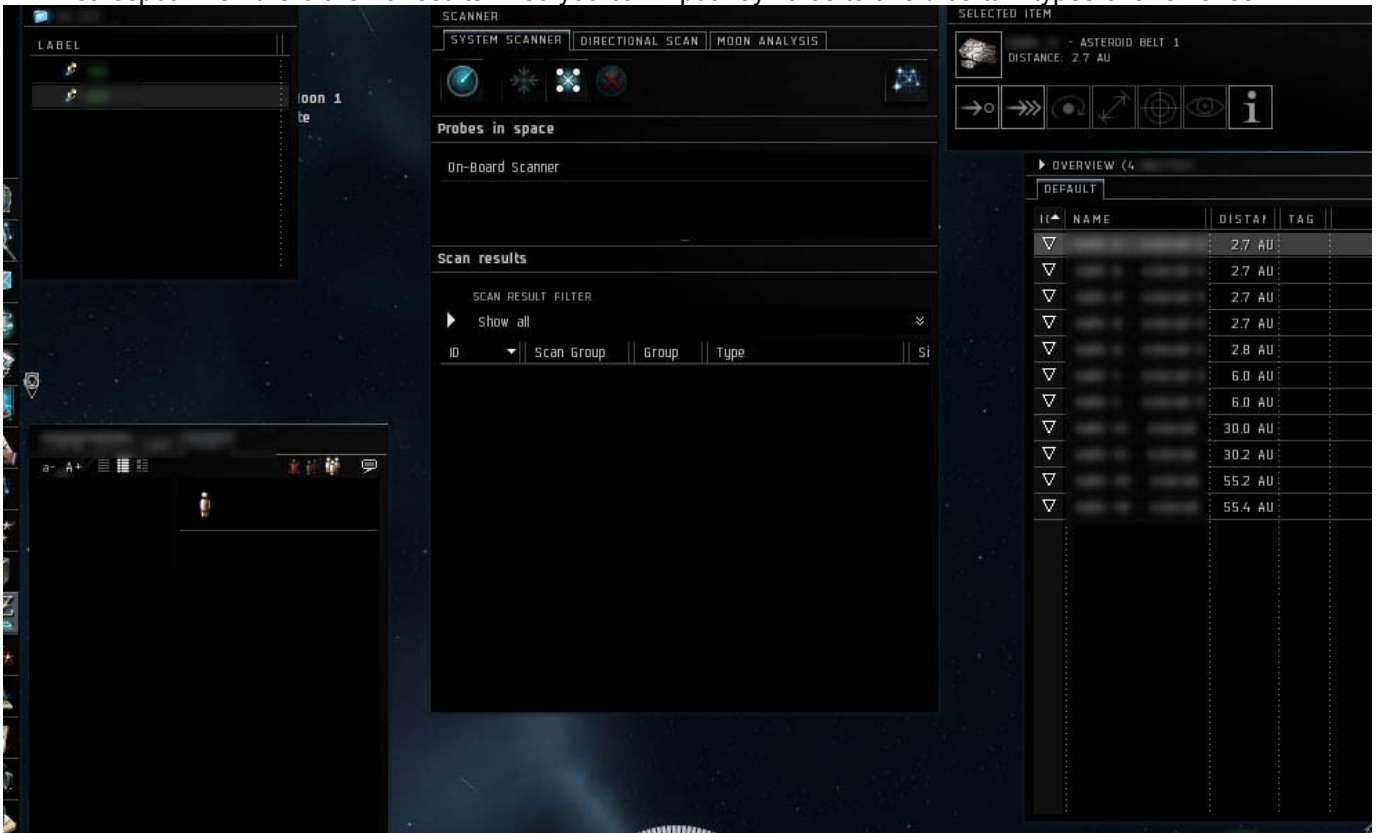 LABEL
oon 1
te
a- A+
SCANNER
SYSTEM SCANNER DIRECTIONAL SCAN MOON ANALYSIS
Probes in space
On-Board Scanner
Scan results
SCAN RESULT FILTER
Show all
ID Scan Group Group Type Si
SELECTED ITEM
- ASTEROID BELT 1
DISTANCE: 2.7 AU
OVERVIEW (4
DEFAULT
NAME DISTAN TAG
2.7 AU
2.7 AU
2.7 AU
2.7 AU
2.8 AU
6.0 AU
6.0 AU
30.0 AU
30.2 AU
55.2 AU
55.4 AU